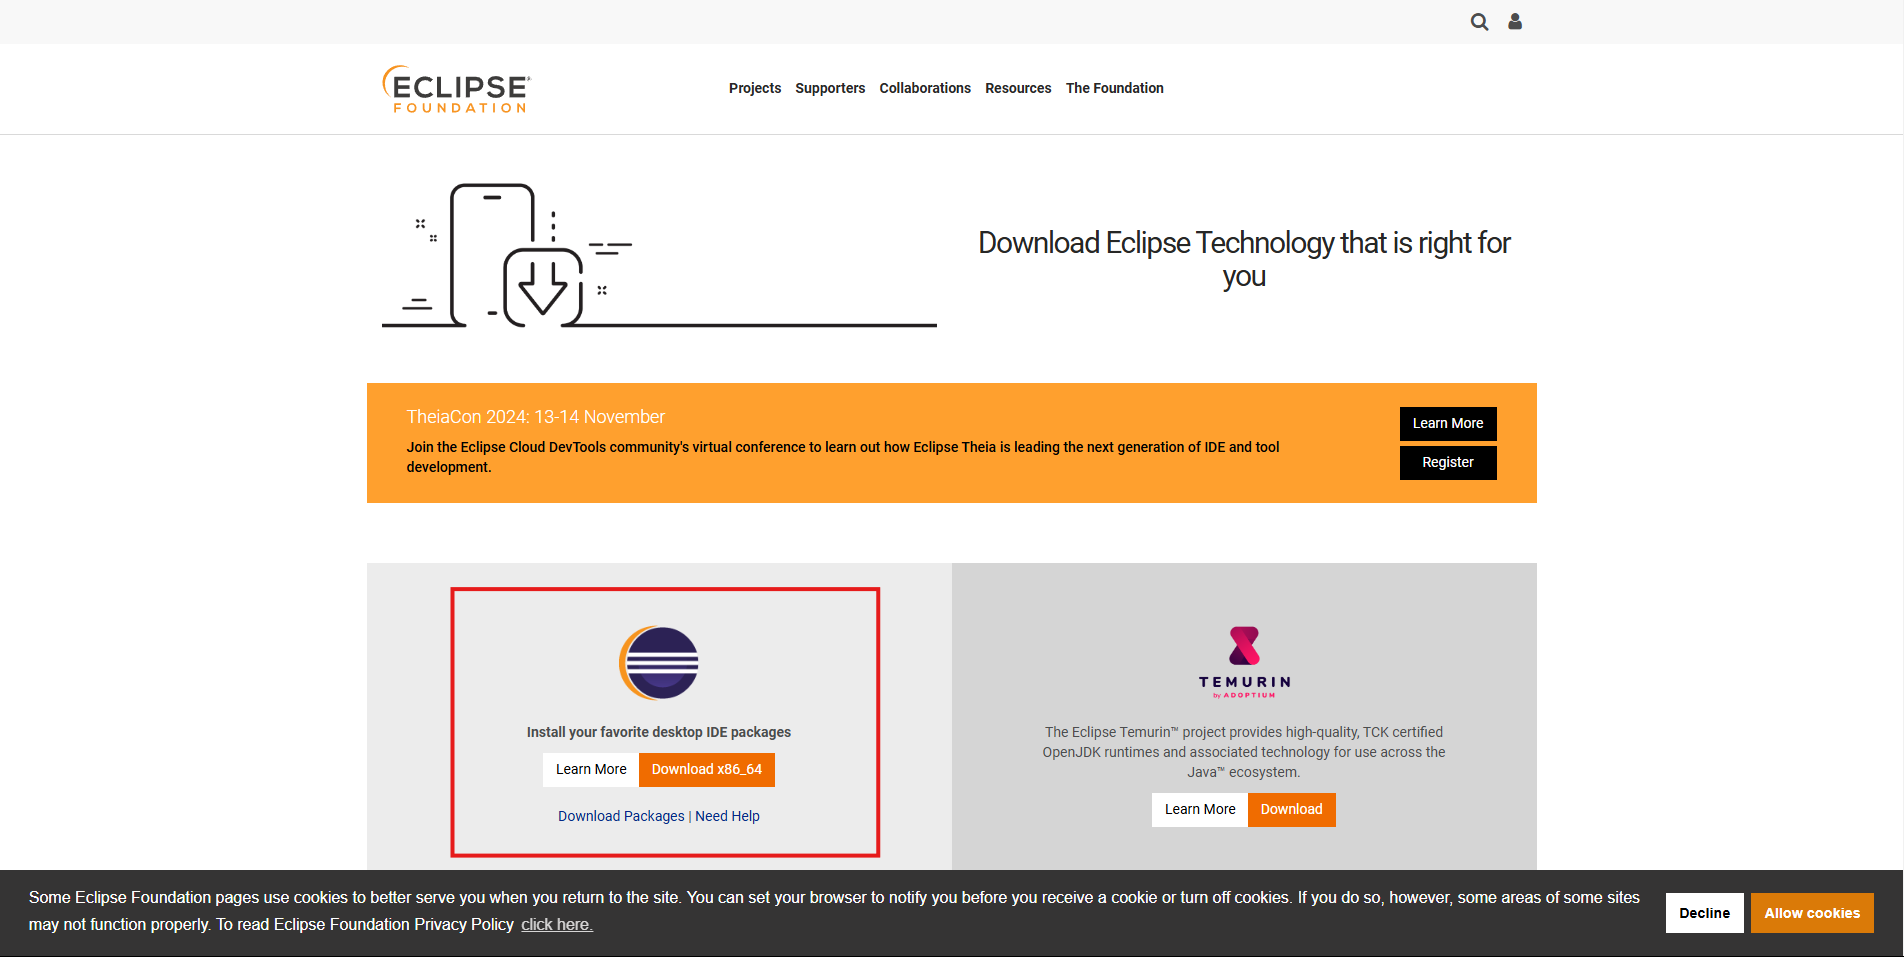 ECLIPSE
FOUNDATION
Projects Supporters Collaborations Resources The Foundation
Download Eclipse Technology that is right for
you
TheiaCon 2024: 13-14 November
Join the Eclipse Cloud DevTools community's virtual conference to learn out how Eclipse Theia is leading the next generation of IDE and tool
development.
Learn More
Register
Install your favorite desktop IDE packages
Learn More Download x86_64
Download Packages | Need Help
TEMURIN
by ADOPTIUM
The Eclipse Temurin™ project provides high-quality, TCK certified
OpenJDK runtimes and associated technology for use across the
Java™ ecosystem.
Learn More Download
Some Eclipse Foundation pages use cookies to better serve you when you return to the site. You can set your browser to notify you before you receive a cookie or turn off cookies. If you do so, however, some areas of some sites
may not function properly. To read Eclipse Foundation Privacy Policy click here.
Decline Allow cookies